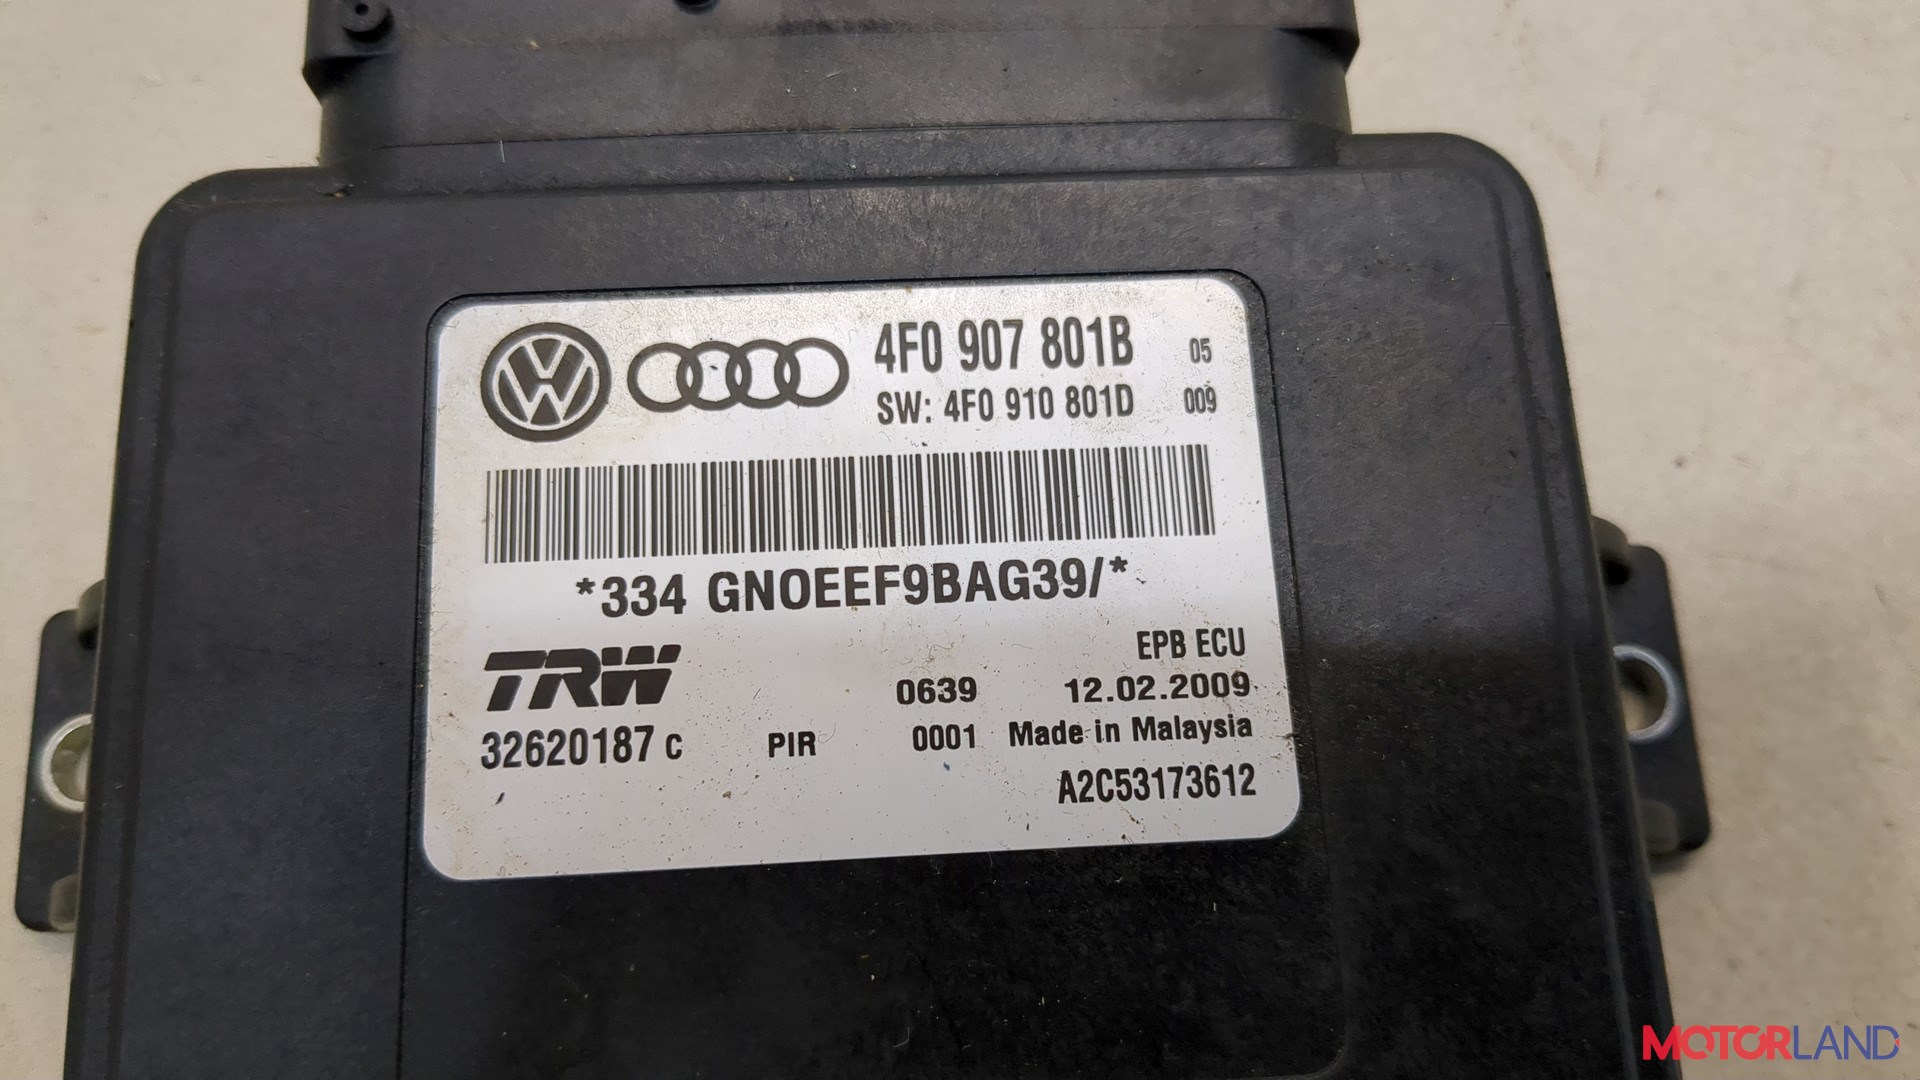 4F0 907 801B 05
SW: 4F0 910 801D 009
*334 GN0EEF9BAG39/*
TRW
EPB ECU
0639 12.02.2009
32620187 C PIR 0001 Made in Malaysia
A2C53173612
MOTORLAND